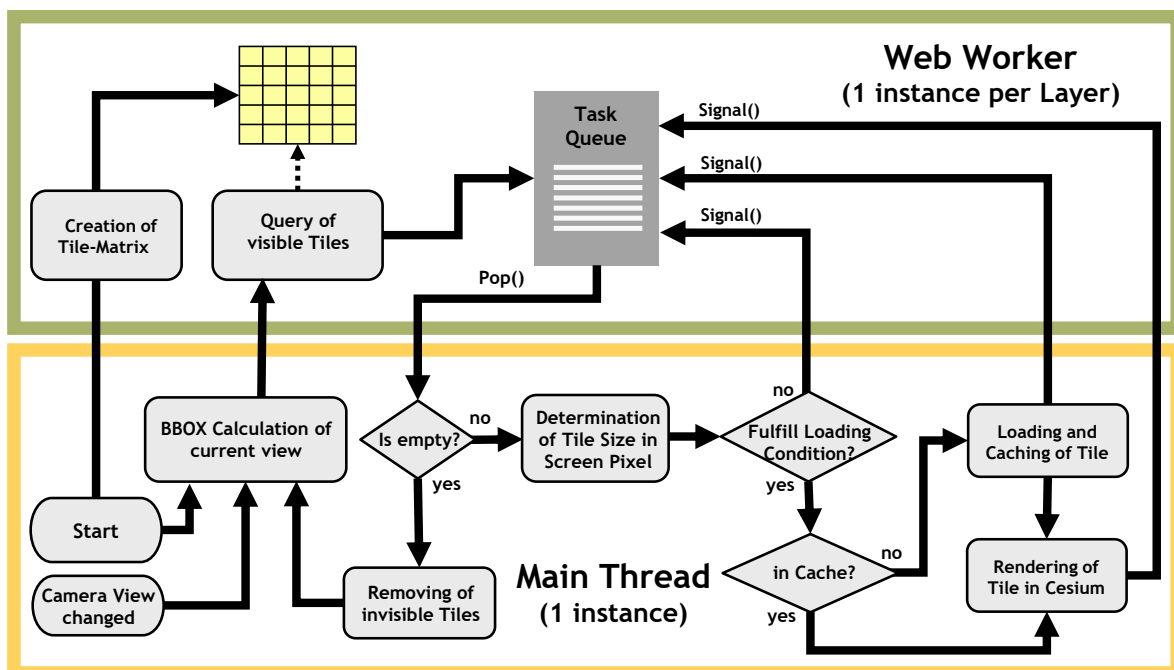 Web Worker
(1 instance per Layer)
Task
Queue
Signal()
Signal()
Signal()
Creation of
Tile-Matrix
Query of
visible Tiles
Pop()
BBOX Calculation of
current view
Is empty?
no
yes
Determination
of Tile Size in
Screen Pixel
no
Fulfill Loading
Condition?
yes
Loading and
Caching of Tile
Start
Camera View
changed
Removing of
invisible Tiles
Main Thread
(1 instance)
in Cache?
no
yes
Rendering of
Tile in Cesium